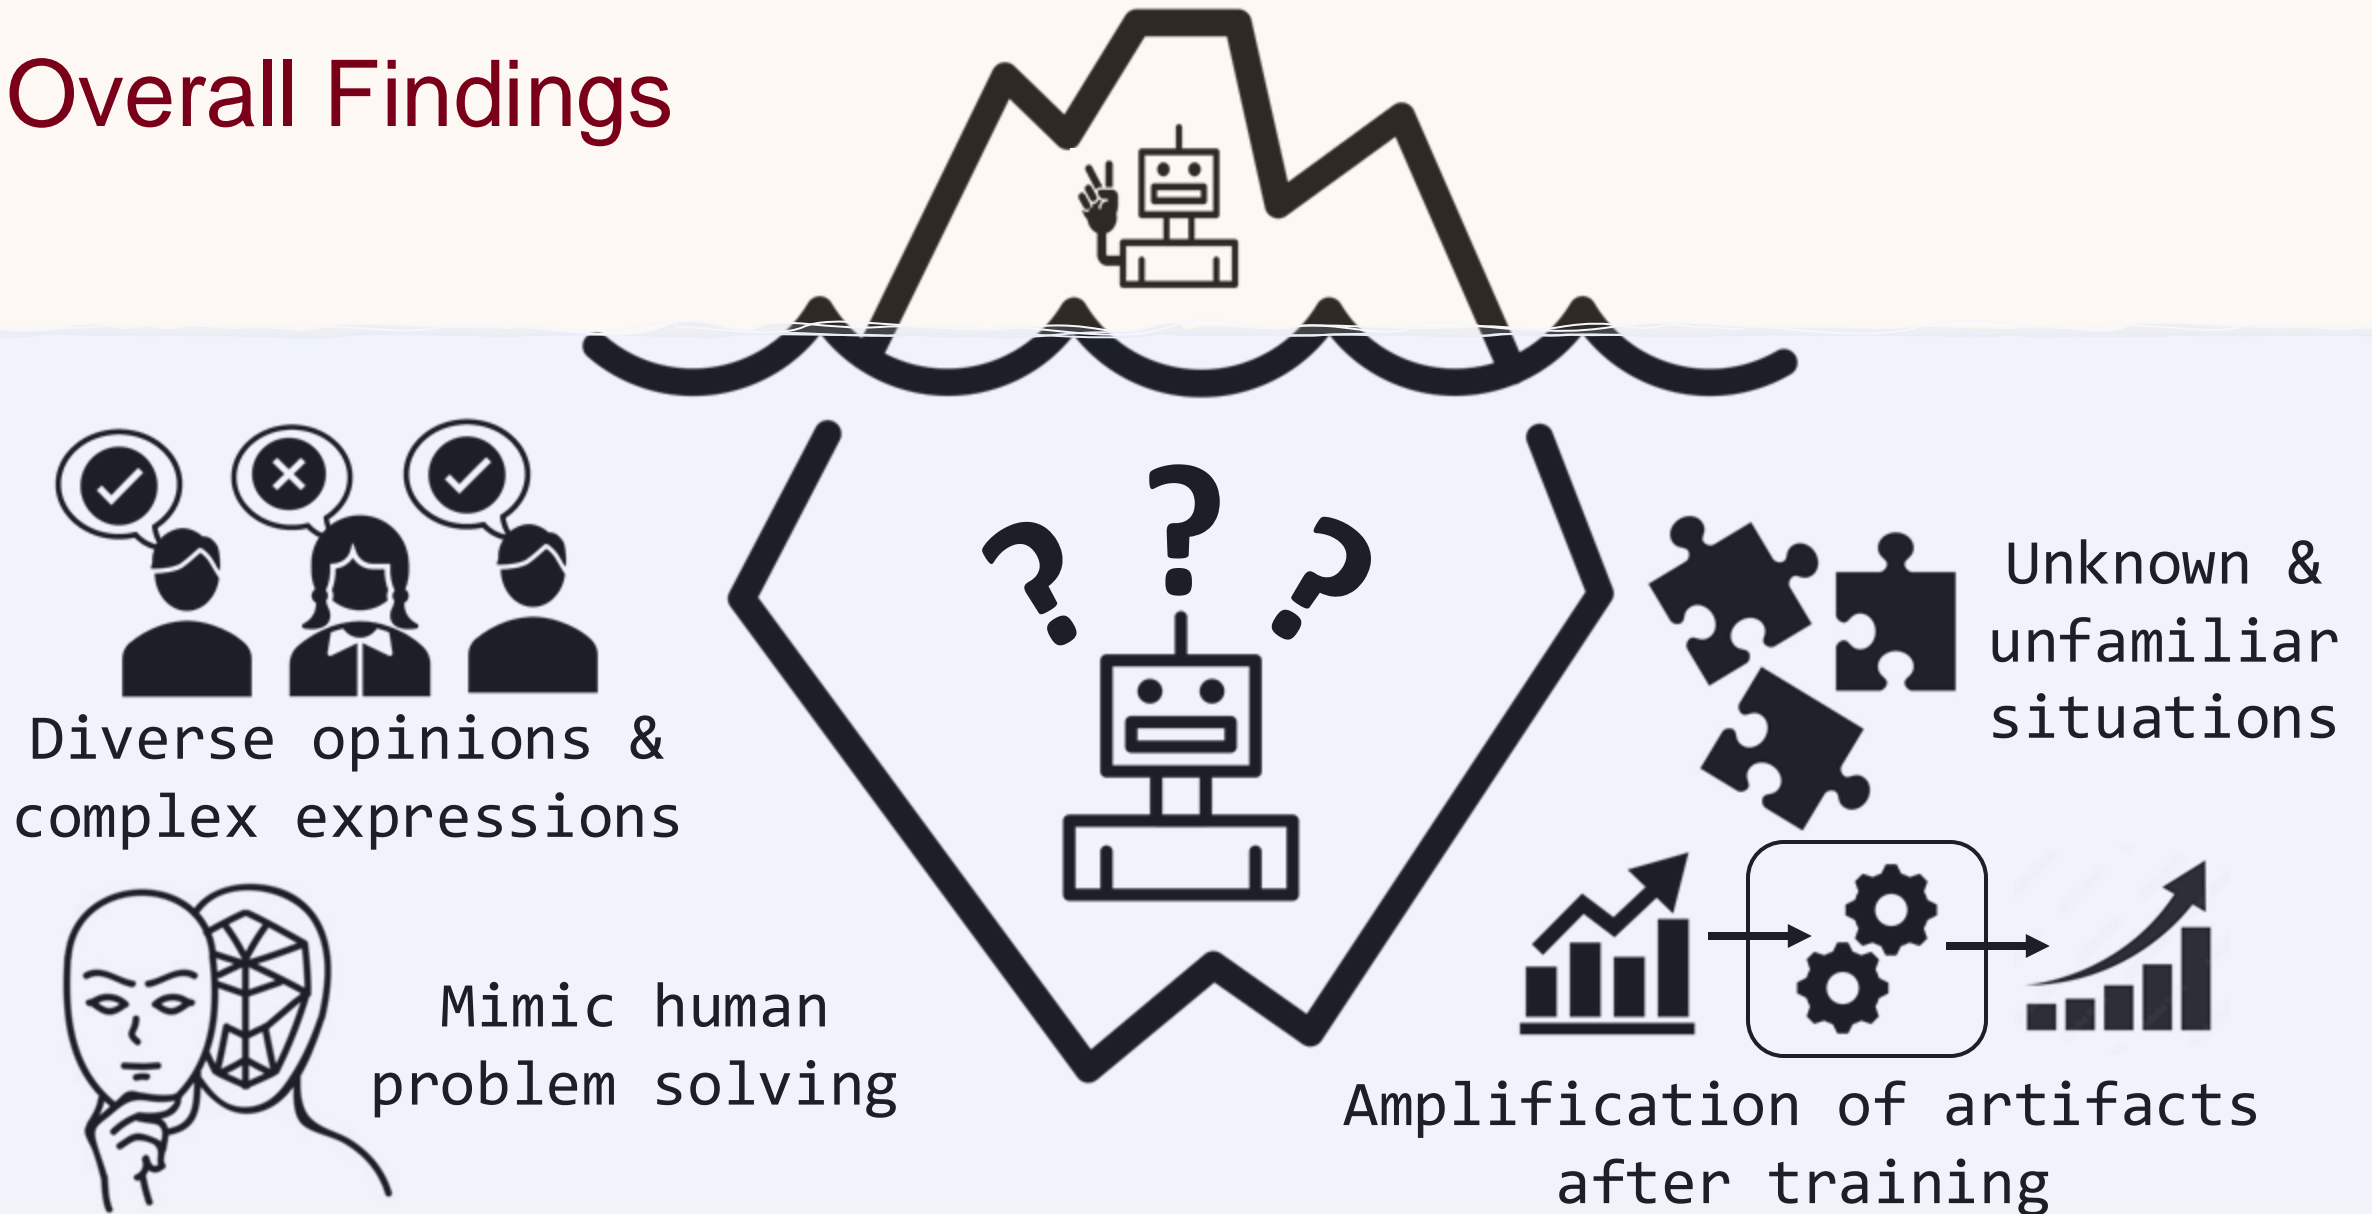 Overall Findings
? ? ?
Diverse opinions &
complex expressions
Unknown &
unfamiliar
situations
Mimic human
problem solving
Amplification of artifacts
after training